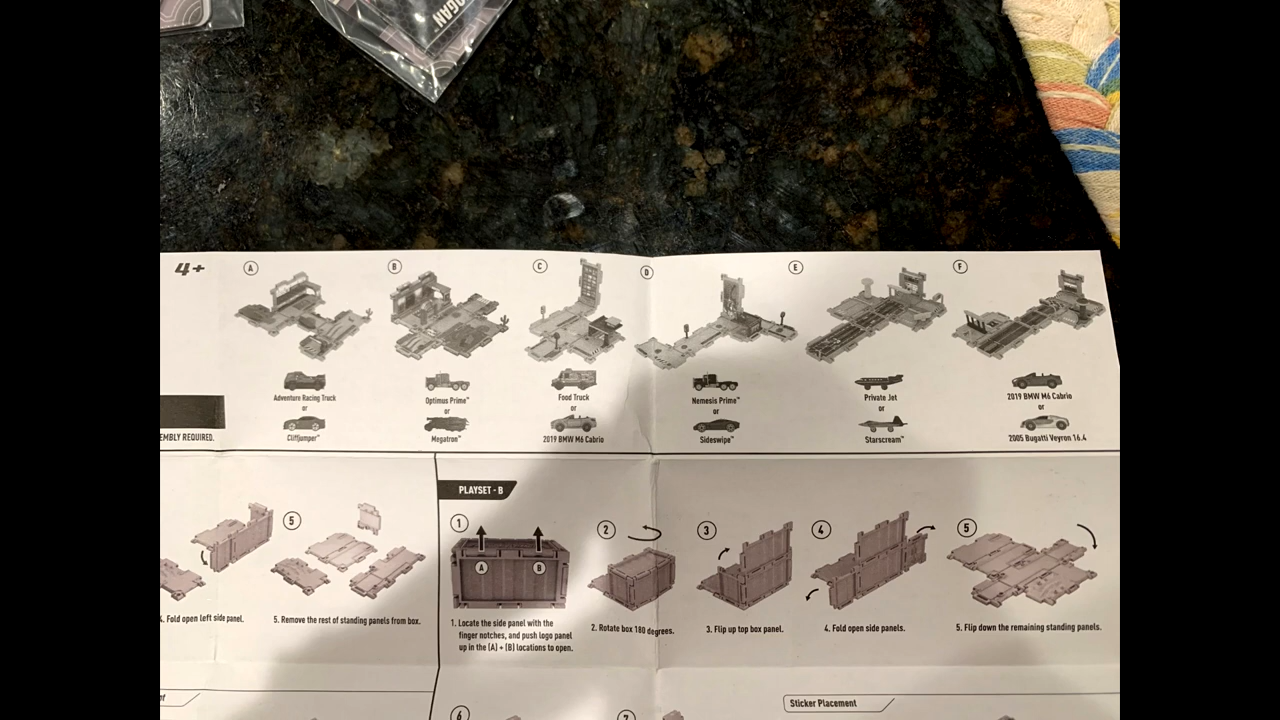 OGAN
4+
A
B
C
D
E
F
Adventure Racing Truck
or
Cliffjumper™
Optimus Prime™
or
Megatron™
Food Truck
or
2019 BMW M6 Cabrio
Nemesis Prime™
or
Sideswipe™
Private Jet
or
Starscream™
2019 BMW M6 Cabrio
or
2005 Bugatti Veyron 16.4
EMBLY REQUIRED.
5
4. Fold open left side panel.
5. Remove the rest of standing panels from box.
PLAYSET - B
1
A
B
2
3
4
5
1. Locate the side panel with the
finger notches, and push logo panel
up in the (A) + (B) locations to open.
2. Rotate box 180 degrees.
3. Flip up top box panel.
4. Fold open side panels.
5. Flip down the remaining standing panels.
Sticker Placement
6
7